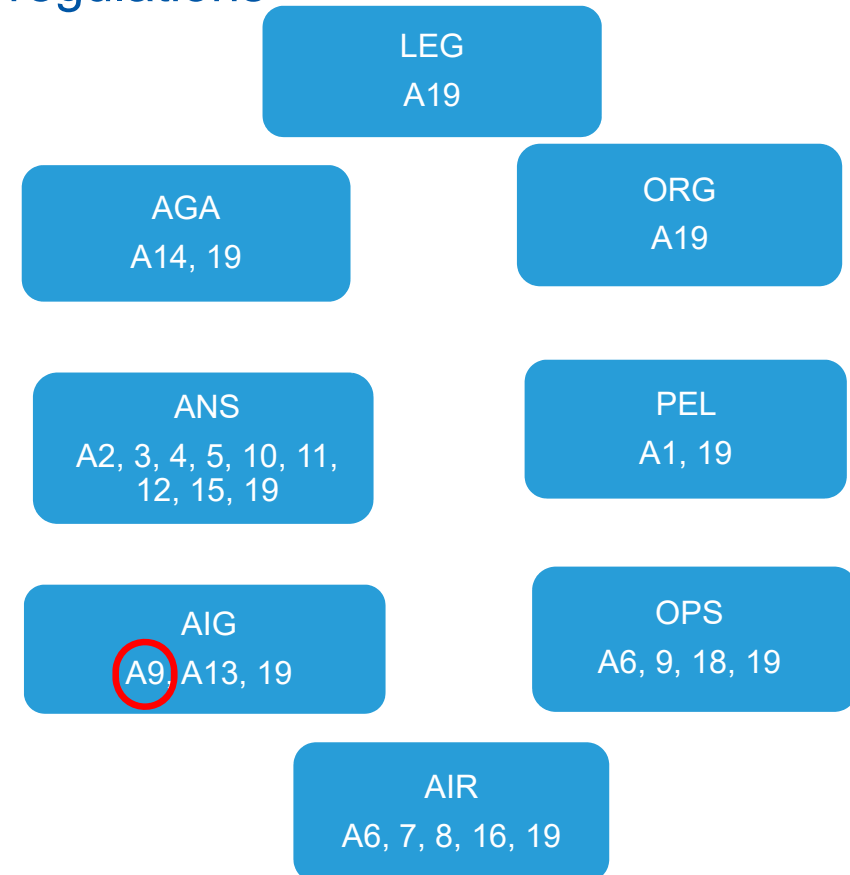 regulations
LEG
A19
AGA
A14, 19
ORG
A19
ANS
A2, 3, 4, 5, 10, 11,
12, 15, 19
PEL
A1, 19
AIG
A9, A13, 19
OPS
A6, 9, 18, 19
AIR
A6, 7, 8, 16, 19